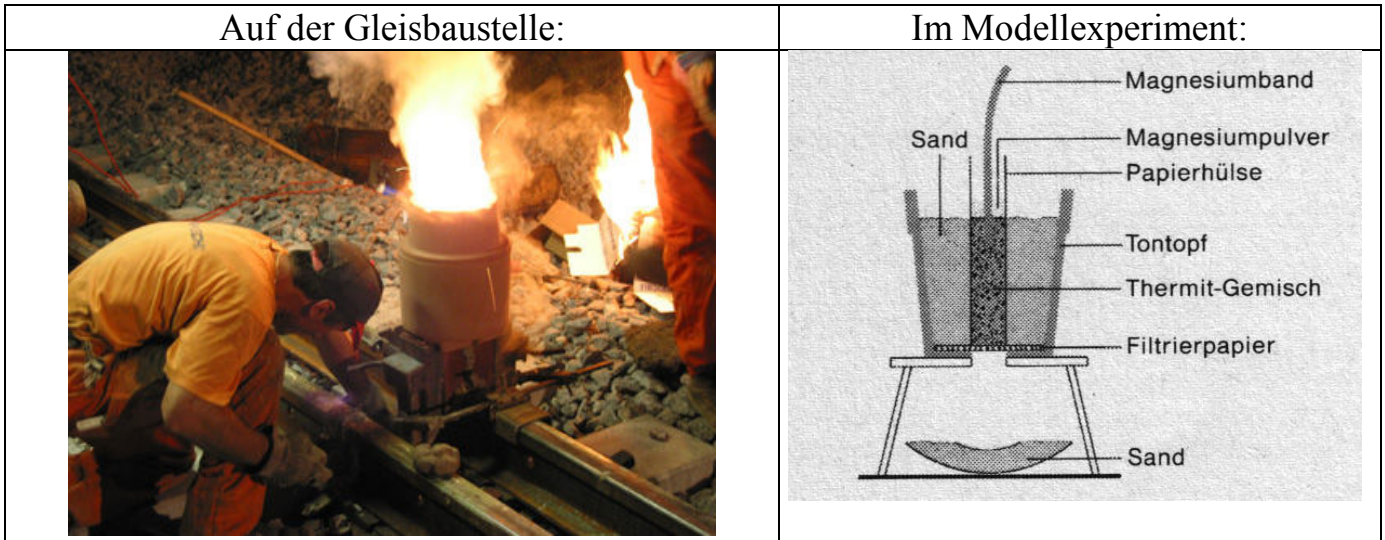 Auf der Gleisbaustelle:
Im Modellexperiment:
Magnesiumband
Sand
Magnesiumpulver
Papierhülse
Tontopf
Thermit-Gemisch
Filtrierpapier
Sand